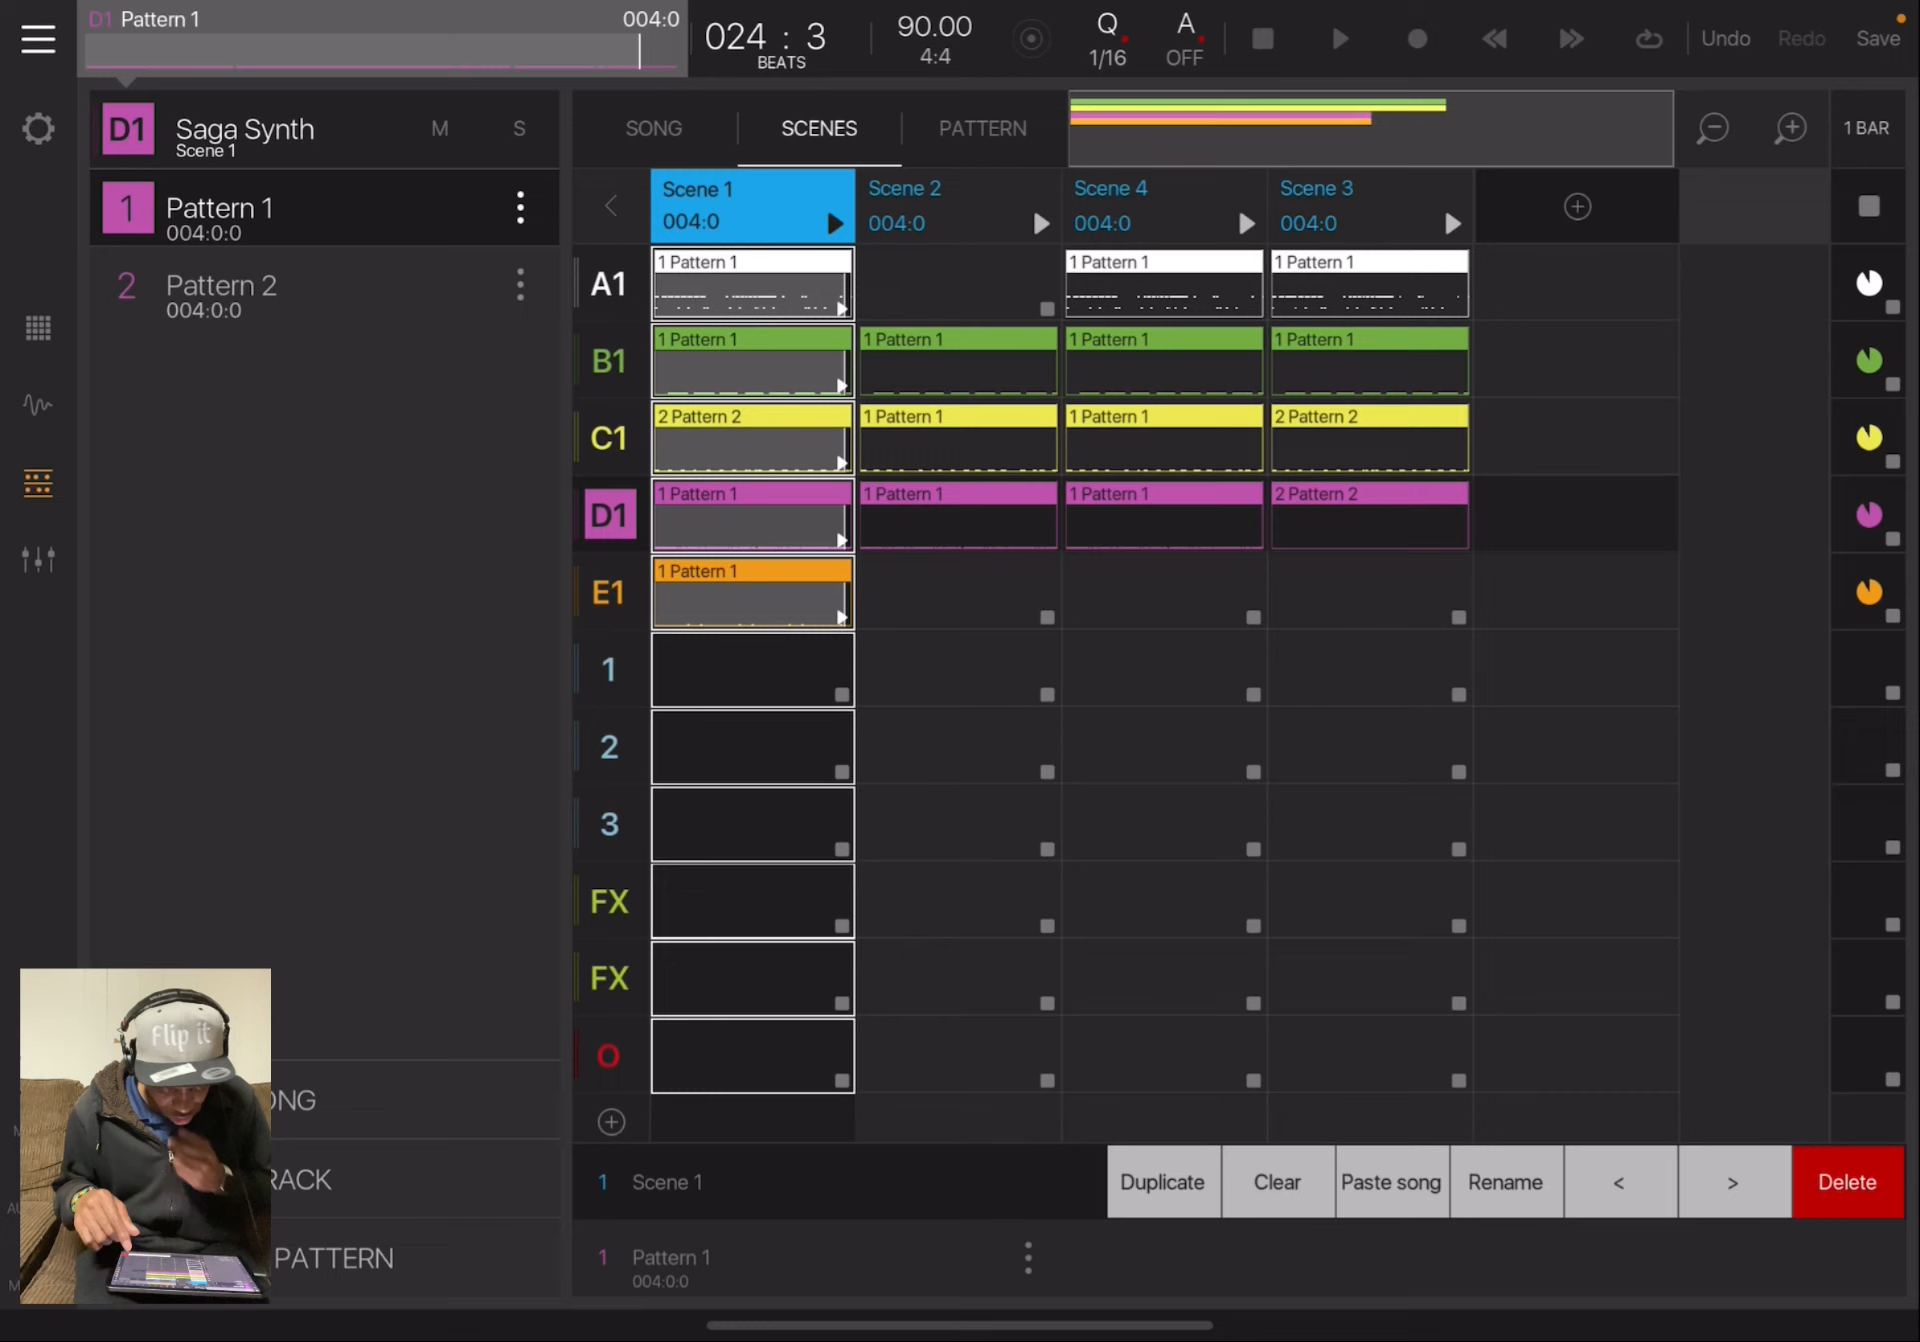 D1 Pattern 1 004:0
024 : 3
BEATS
90.00
4:4
Q
1/16
A
OFF
Undo
Redo
Save
D1
Saga Synth
Scene 1
M
S
1
Pattern 1
004:0:0
2
Pattern 2
004:0:0
SONG
SCENES
PATTERN
1 BAR
Scene 1
004:0
Scene 2
004:0
Scene 4
004:0
Scene 3
004:0
A1
1 Pattern 1
1 Pattern 1
1 Pattern 1
B1
1 Pattern 1
1 Pattern 1
1 Pattern 1
1 Pattern 1
C1
2 Pattern 2
1 Pattern 1
1 Pattern 1
2 Pattern 2
D1
1 Pattern 1
1 Pattern 1
1 Pattern 1
2 Pattern 2
E1
1 Pattern 1
1
2
3
FX
FX
O
flip it
ONG
RACK
PATTERN
1 Scene 1
Duplicate
Clear
Paste song
Rename
<
>
Delete
1 Pattern 1
004:0:0